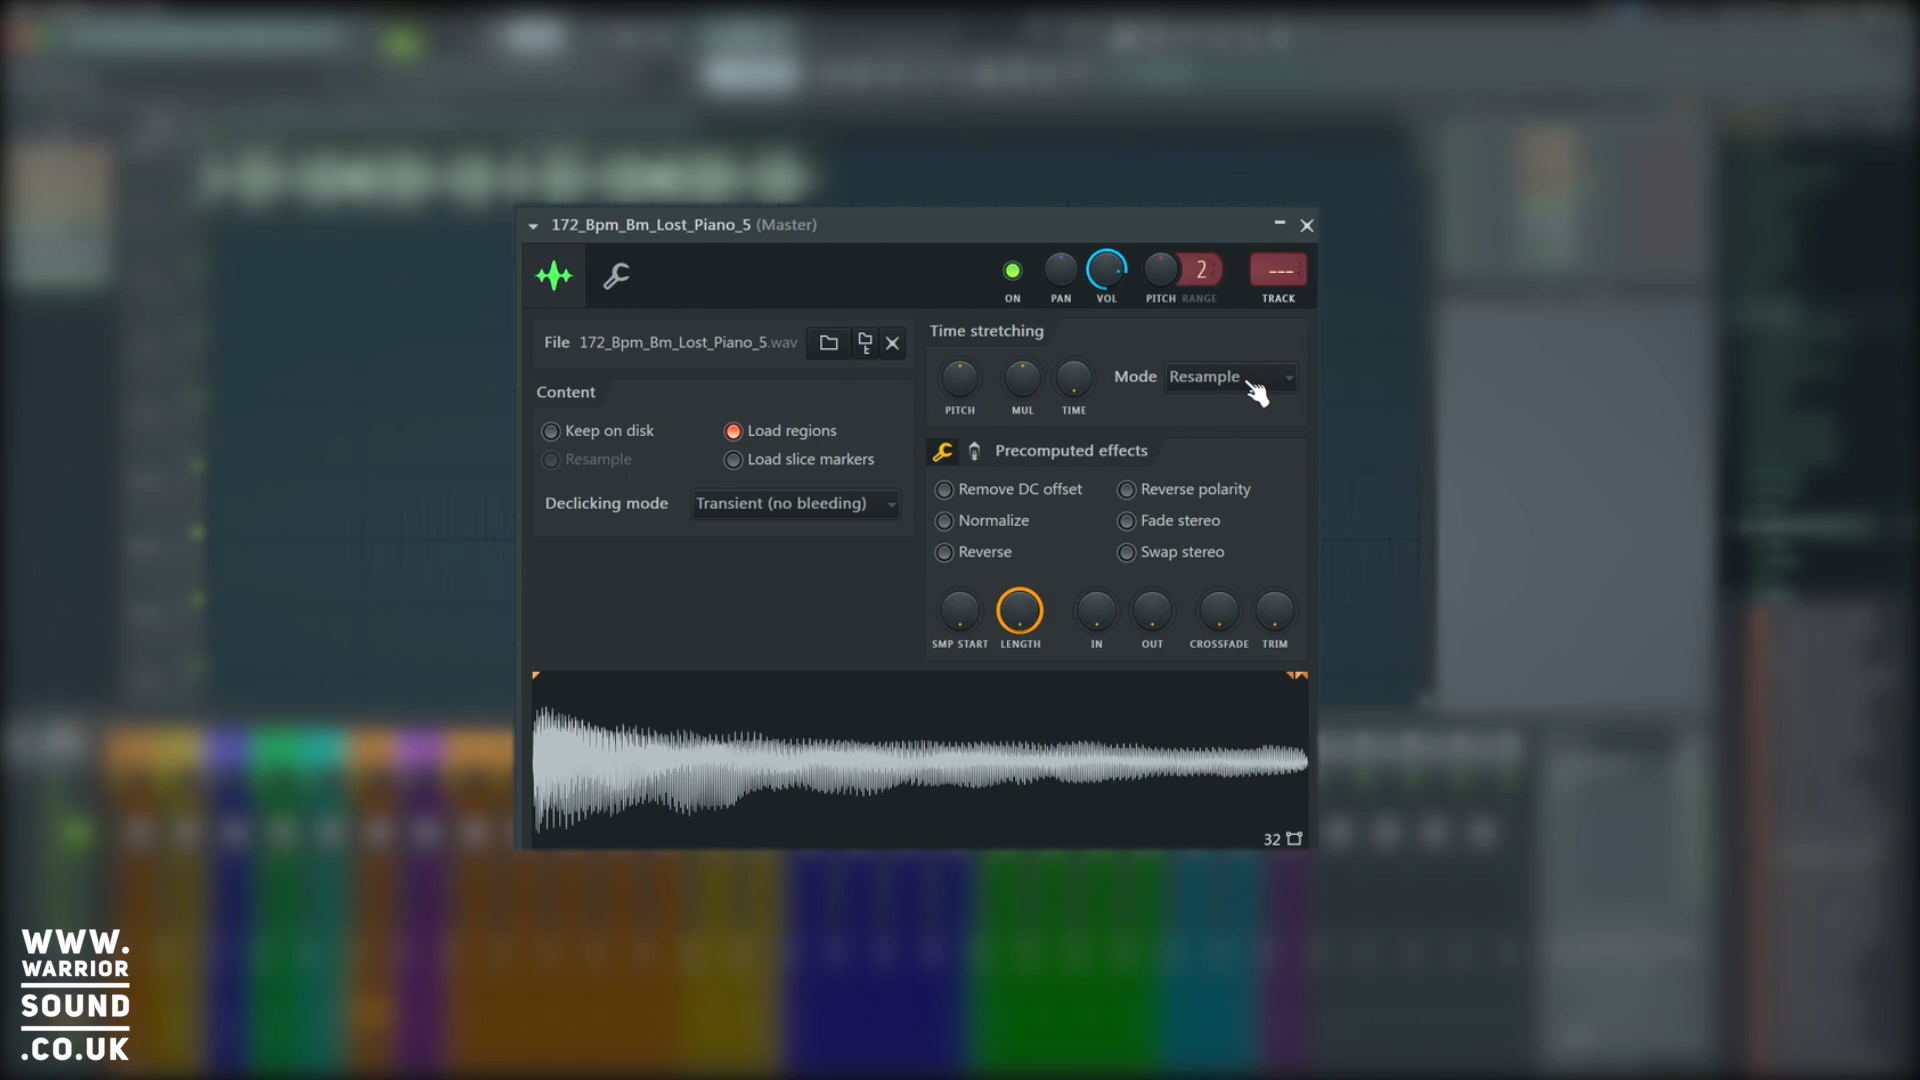 172_Bpm_Bm_Lost_Piano_5 (Master)
ON
PAN
VOL
PITCH
2
RANGE
---
TRACK
File 172_Bpm_Bm_Lost_Piano_5.wav
Time stretching
PITCH
MUL
TIME
Mode Resample
Content
Keep on disk
Load regions
Resample
Load slice markers
Declicking mode Transient (no bleeding)
Precomputed effects
Remove DC offset
Reverse polarity
Normalize
Fade stereo
Reverse
Swap stereo
SMP START
LENGTH
IN
OUT
CROSSFADE
TRIM
32
WWW.
WARRIOR
SOUND
.CO.UK